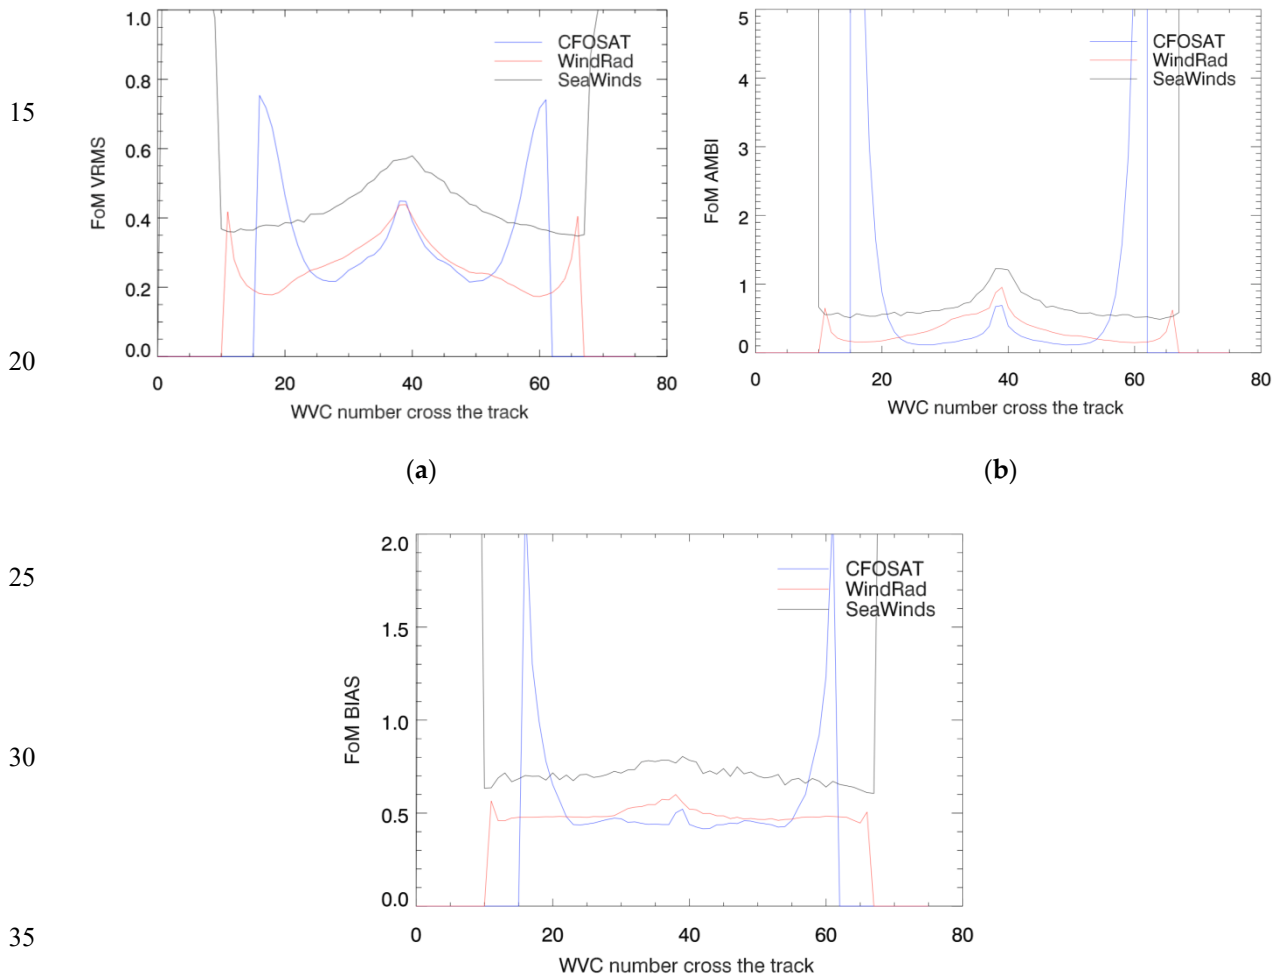 1.0
0.8
0.6
0.4
0.2
0.0
FoM VRMS
CFOSAT
WindRad
SeaWinds
0 20 40 60 80
WVC number cross the track
(a)
5
4
3
2
1
0
FoM AMBI
CFOSAT
WindRad
SeaWinds
0 20 40 60 80
WVC number cross the track
(b)
2.0
1.5
1.0
0.5
0.0
FoM BIAS
CFOSAT
WindRad
SeaWinds
0 20 40 60 80
WVC number cross the track
15
20
25
30
35